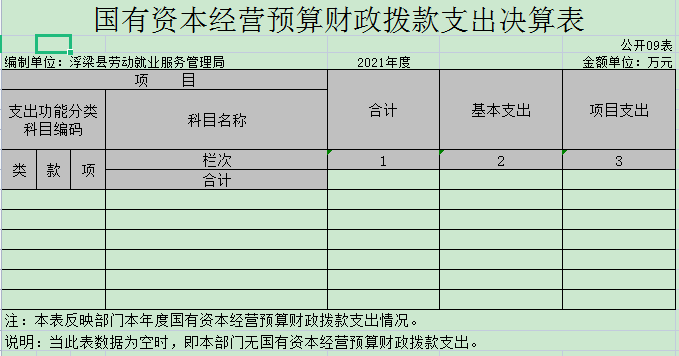 国有资本经营预算财政拨款支出决算表
公开09表
编制单位：浮梁县劳动就业服务管理局 2021年度 金额单位：万元
项 目 合计 基本支出 项目支出
支出功能分类科目编码 科目名称
类 款 项 栏次 1 2 3
合计
注：本表反映部门本年度国有资本经营预算财政拨款支出情况。
说明：当此表数据为空时，即本部门无国有资本经营预算财政拨款支出。